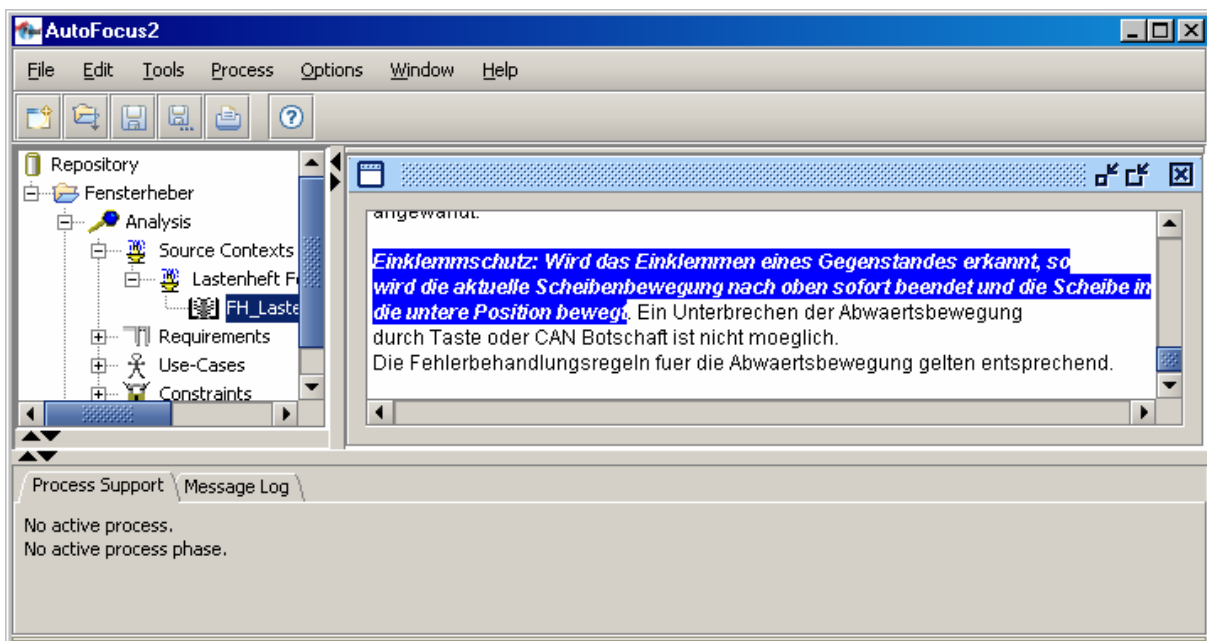 AutoFocus2
File Edit Tools Process Options Window Help
Repository
Fensterheber
Analysis
Source Contexts
Lastenheft F
FH_Laste
Requirements
Use-Cases
Constraints
angewandt.
Einklemmschutz: Wird das Einklemmen eines Gegenstandes erkannt, so
wird die aktuelle Scheibenbewegung nach oben sofort beendet und die Scheibe in
die untere Position bewegt. Ein Unterbrechen der Abwaertsbewegung
durch Taste oder CAN Botschaft ist nicht moeglich.
Die Fehlerbehandlungsregeln fuer die Abwaertsbewegung gelten entsprechend.
Process Support Message Log
No active process.
No active process phase.